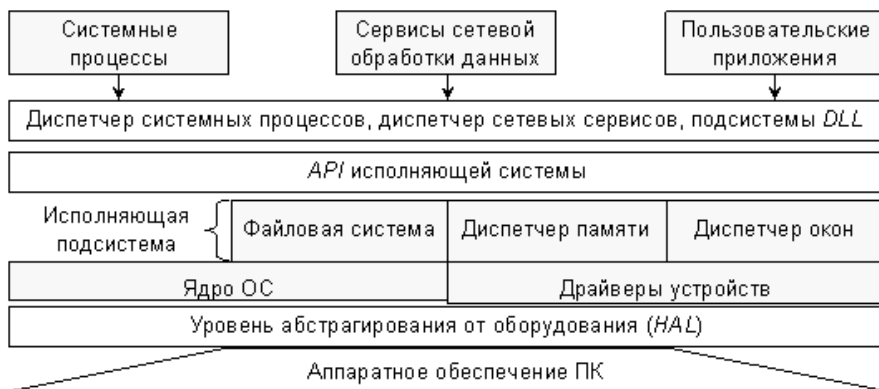 Системные
процессы
Сервисы сетевой
обработки данных
Пользовательские
приложения
Диспетчер системных процессов, диспетчер сетевых сервисов, подсистемы DLL
API исполняющей системы
Исполняющая
подсистема
Файловая система
Диспетчер памяти
Диспетчер окон
Ядро ОС
Драйверы устройств
Уровень абстрагирования от оборудования (HAL)
Аппаратное обеспечение ПК